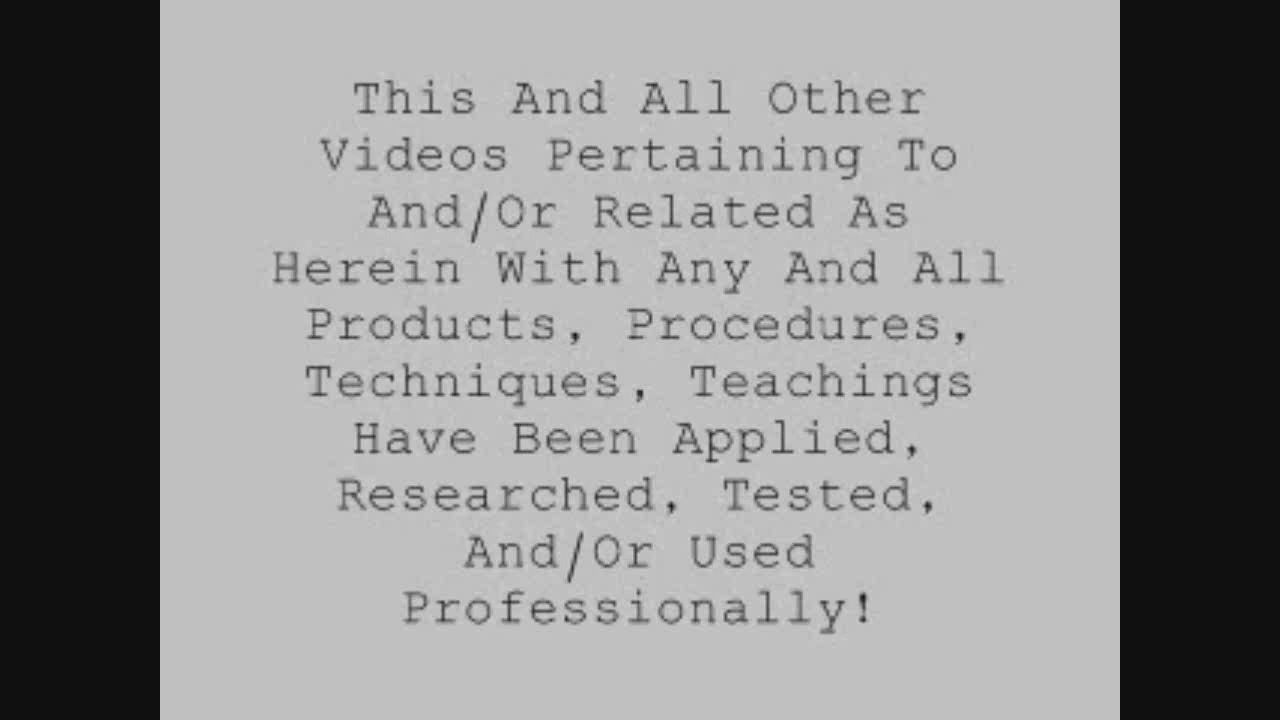 This And All Other
Videos Pertaining To
And/Or Related As
Herein With Any And All
Products, Procedures,
Techniques, Teachings
Have Been Applied,
Researched, Tested,
And/Or Used
Professionally!